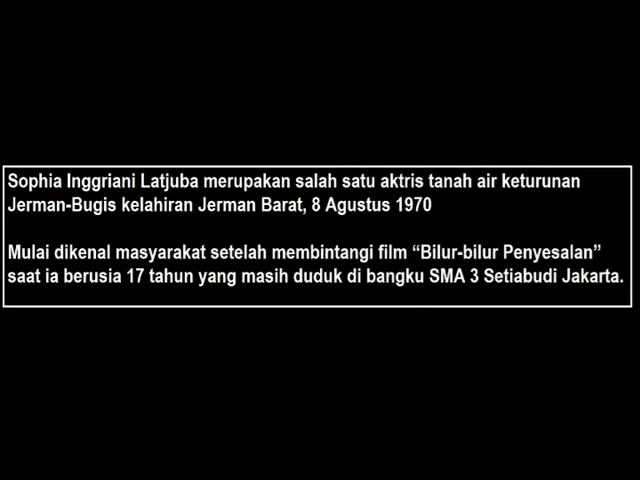 Sophia Inggriani Latjuba merupakan salah satu aktris tanah air keturunan
Jerman-Bugis kelahiran Jerman Barat, 8 Agustus 1970
Mulai dikenal masyarakat setelah membintangi film “Bilur-bilur Penyesalan”
saat ia berusia 17 tahun yang masih duduk di bangku SMA 3 Setiabudi Jakarta.